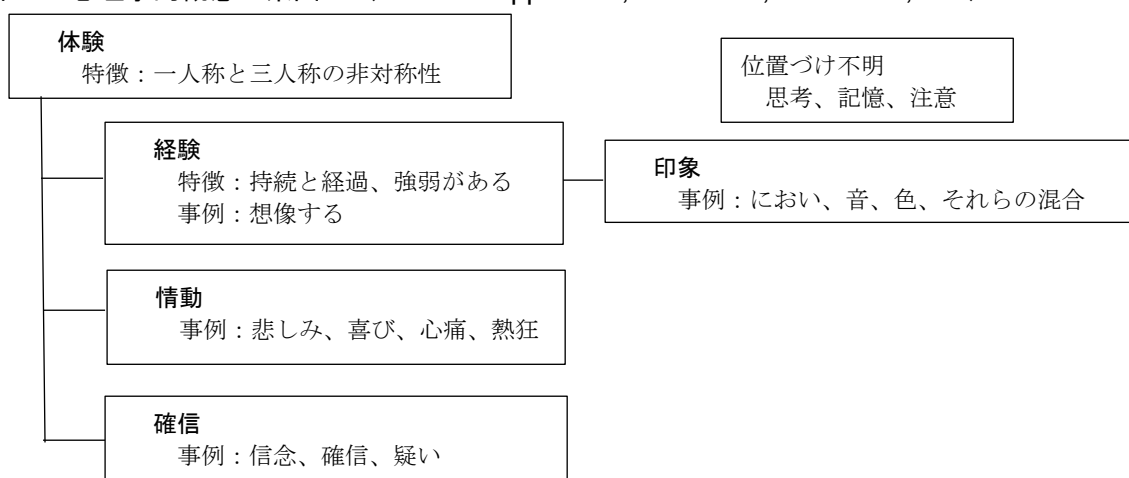 体験
特徴：一人称と三人称の非対称性
位置づけ不明
思考、記憶、注意
経験
特徴：持続と経過、強弱がある
事例：想像する
印象
事例：におい、音、色、それらの混合
情動
事例：悲しみ、喜び、心痛、熱狂
確信
事例：信念、確信、疑い